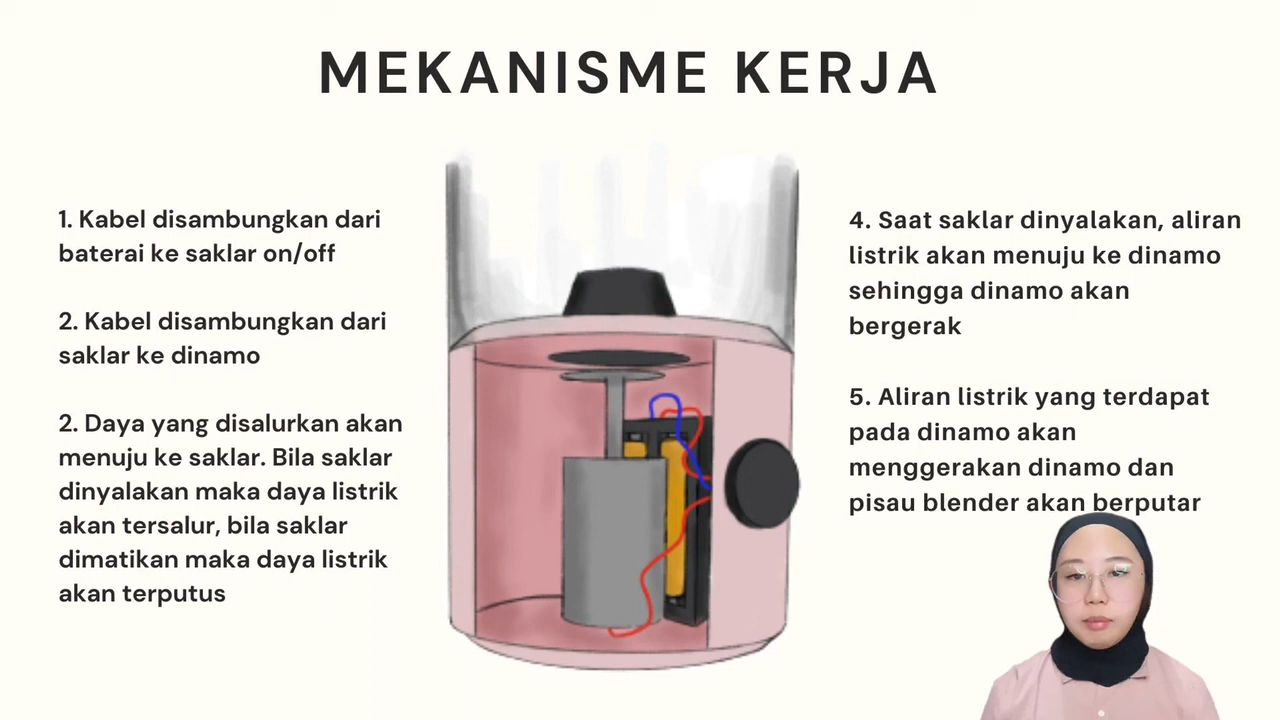 MEKANISME KERJA
1. Kabel disambungkan dari
baterai ke saklar on/off
2. Kabel disambungkan dari
saklar ke dinamo
2. Daya yang disalurkan akan
menuju ke saklar. Bila saklar
dinyalakan maka daya listrik
akan tersalur, bila saklar
dimatikan maka daya listrik
akan terputus
4. Saat saklar dinyalakan, aliran
listrik akan menuju ke dinamo
sehingga dinamo akan
bergerak
5. Aliran listrik yang terdapat
pada dinamo akan
menggerakan dinamo dan
pisau blender akan berputar